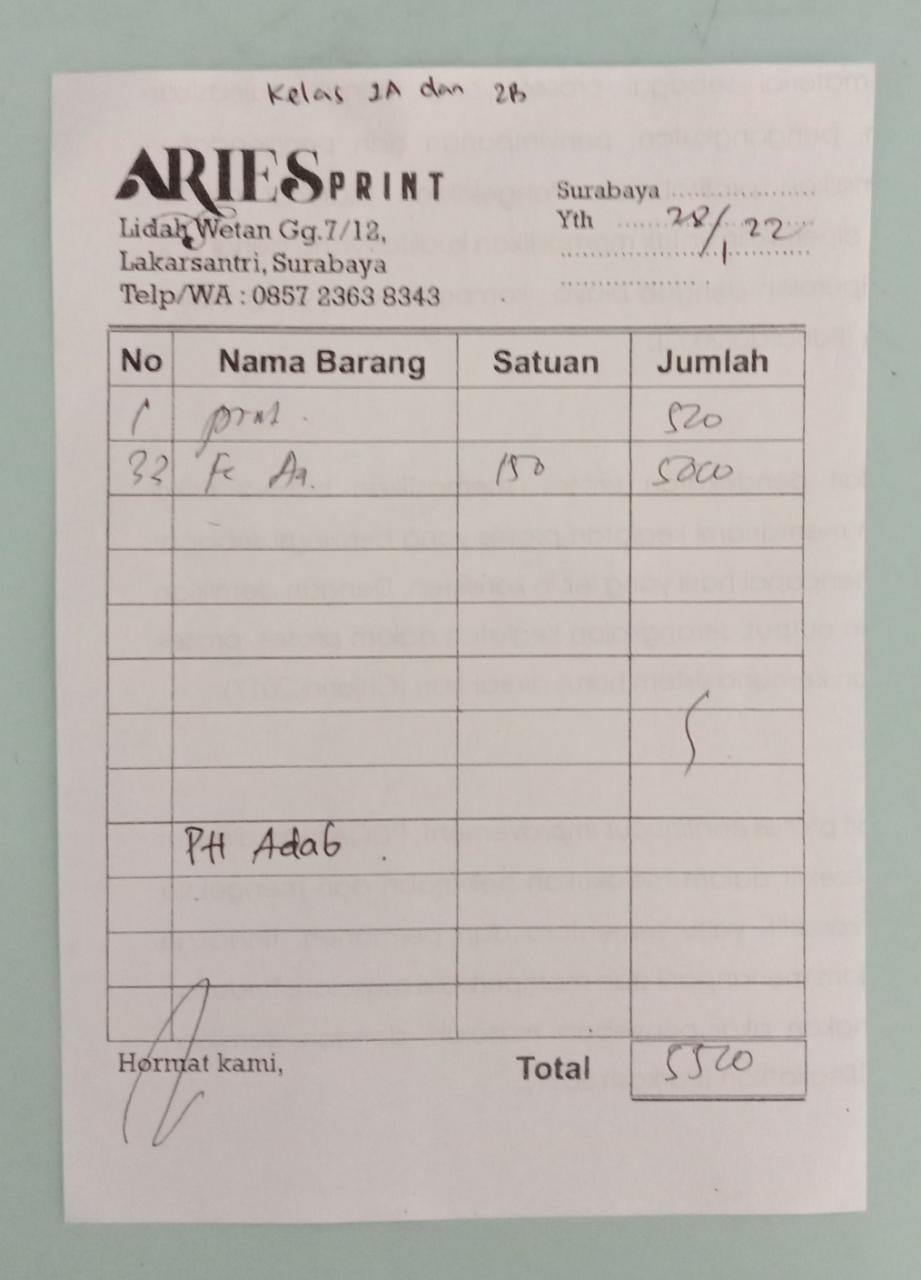 Kelas 2A dan 2B
ARIES PRINT
Lidah Wetan Gg.7/12,
Lakarsantri, Surabaya
Telp/WA : 0857 2363 8343
Surabaya ....................
Yth .................... 28/1 22
No Nama Barang Satuan Jumlah
1 print. 520
33 Fc A4. 150 5000
PH Adab.
Hormat kami,
Total 5520